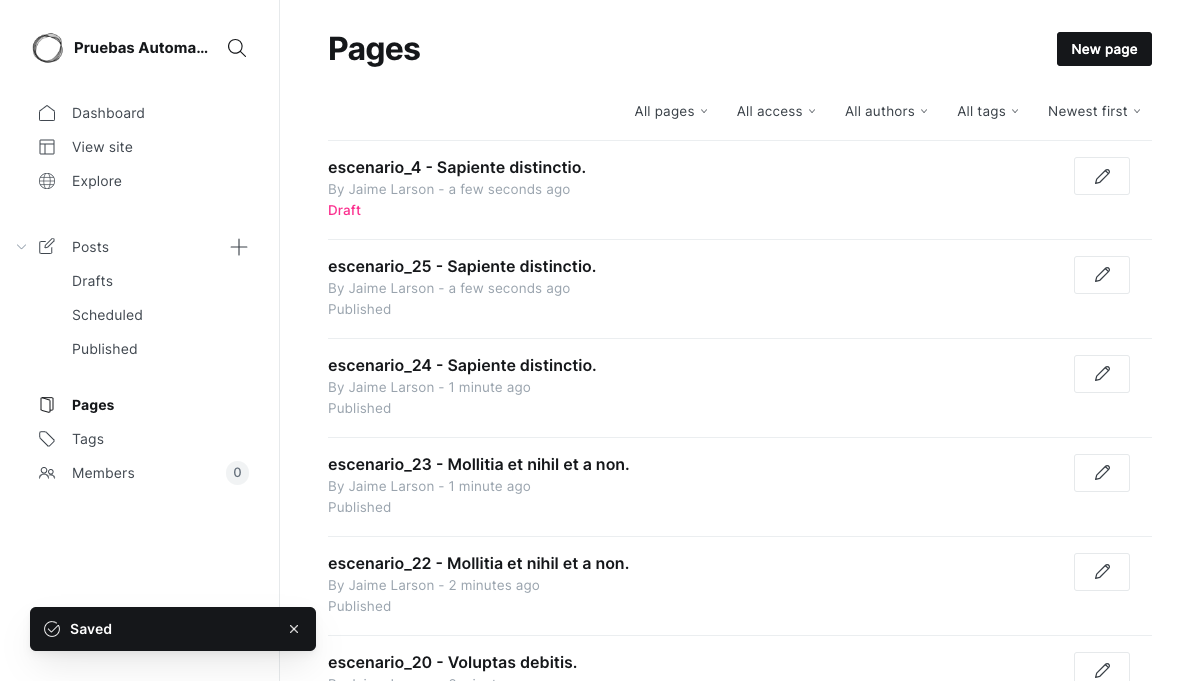 Pruebas Automa...
Dashboard
View site
Explore
Posts
Drafts
Scheduled
Published
Pages
Tags
Members
0
Saved
Pages
New page
All pages
All access
All authors
All tags
Newest first
escenario_4 - Sapiente distinctio.
By Jaime Larson - a few seconds ago
Draft
escenario_25 - Sapiente distinctio.
By Jaime Larson - a few seconds ago
Published
escenario_24 - Sapiente distinctio.
By Jaime Larson - 1 minute ago
Published
escenario_23 - Mollitia et nihil et a non.
By Jaime Larson - 1 minute ago
Published
escenario_22 - Mollitia et nihil et a non.
By Jaime Larson - 2 minutes ago
Published
escenario_20 - Voluptas debitis.